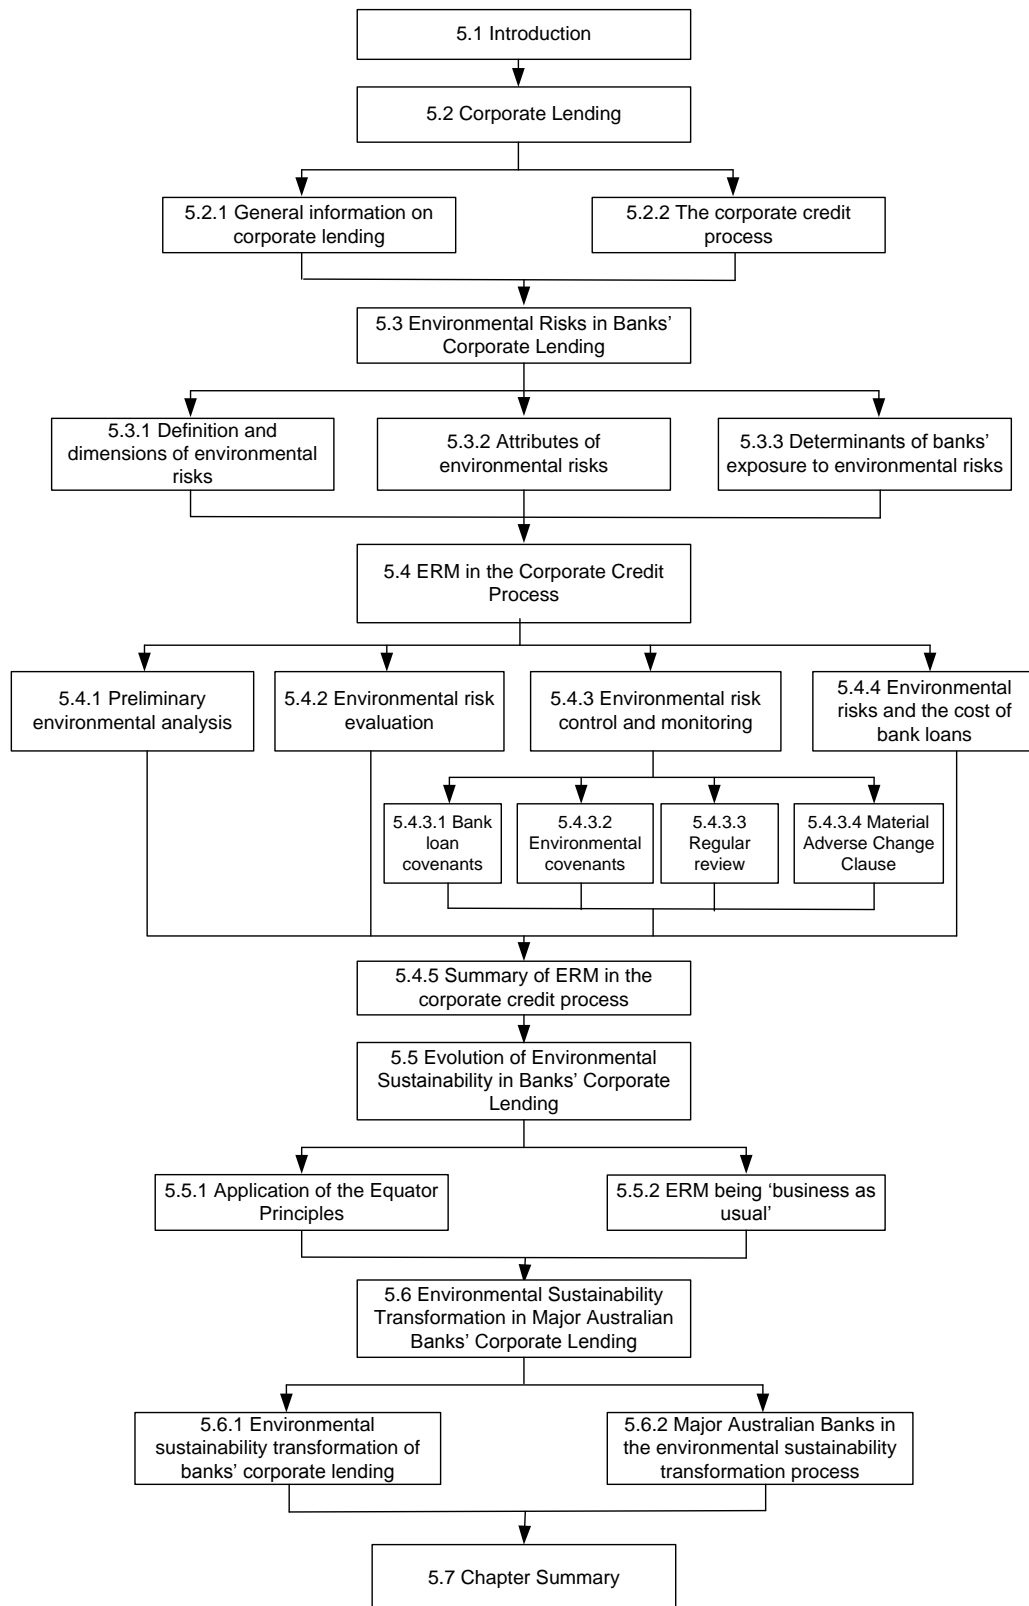 5.1 Introduction
5.2 Corporate Lending
5.2.1 General information on
corporate lending
5.2.2 The corporate credit
process
5.3 Environmental Risks in Banks’
Corporate Lending
5.3.1 Definition and
dimensions of environmental
risks
5.3.2 Attributes of
environmental risks
5.3.3 Determinants of banks’
exposure to environmental risks
5.4 ERM in the Corporate Credit
Process
5.4.1 Preliminary
environmental analysis
5.4.2 Environmental risk
evaluation
5.4.3 Environmental risk
control and monitoring
5.4.4 Environmental
risks and the cost of
bank loans
5.4.3.1 Bank
loan
covenants
5.4.3.2
Environmental
covenants
5.4.3.3
Regular
review
5.4.3.4 Material
Adverse Change
Clause
5.4.5 Summary of ERM in the
corporate credit process
5.5 Evolution of Environmental
Sustainability in Banks’ Corporate
Lending
5.5.1 Application of the Equator
Principles
5.5.2 ERM being ‘business as
usual’
5.6 Environmental Sustainability
Transformation in Major Australian
Banks’ Corporate Lending
5.6.1 Environmental
sustainability transformation of
banks’ corporate lending
5.6.2 Major Australian Banks in
the environmental sustainability
transformation process
5.7 Chapter Summary